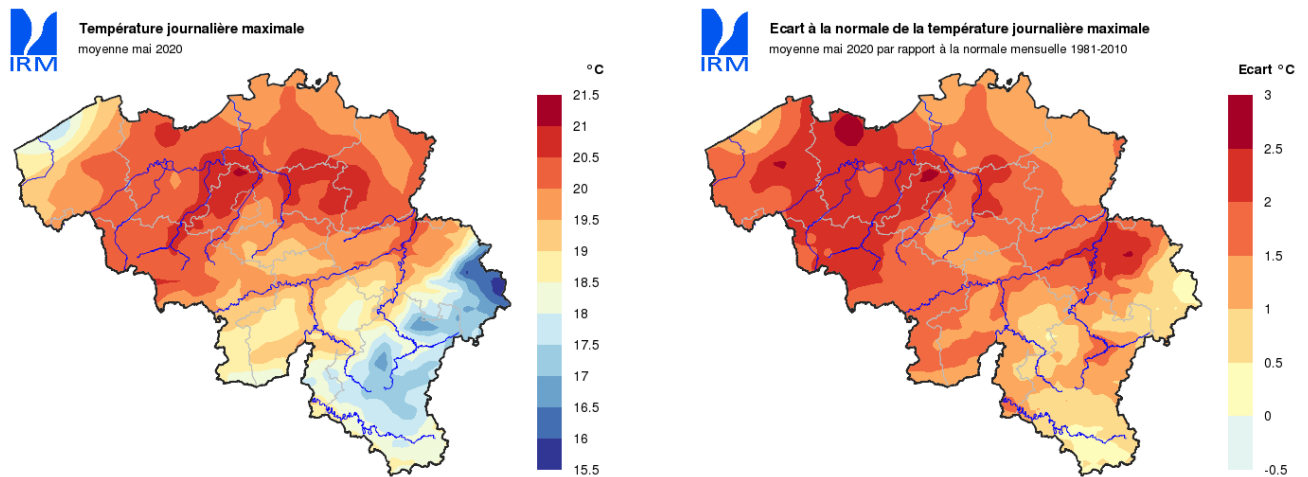 IRM
Température journalière maximale
moyenne mai 2020
°C
21.5
21
20.5
20
19.5
19
18.5
18
17.5
17
16.5
16
15.5
IRM
Ecart à la normale de la température journalière maximale
moyenne mai 2020 par rapport à la normale mensuelle 1981-2010
Ecart °C
3
2.5
2
1.5
1
0.5
0
-0.5